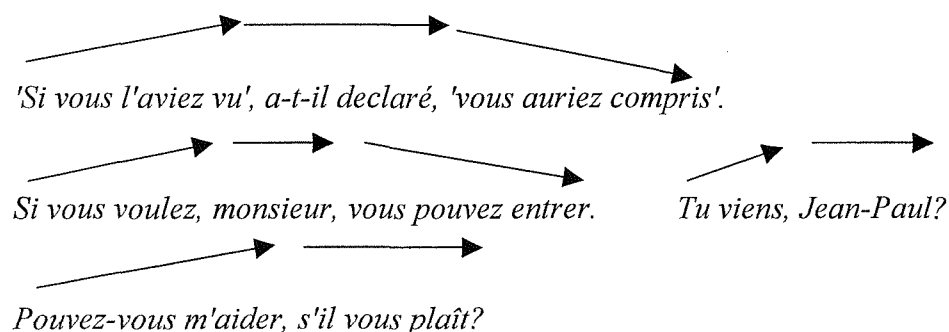 'Si vous l'aviez vu', a-t-il declaré, 'vous auriez compris'.
Si vous voulez, monsieur, vous pouvez entrer. Tu viens, Jean-Paul?
Pouvez-vous m'aider, s'il vous plaît?